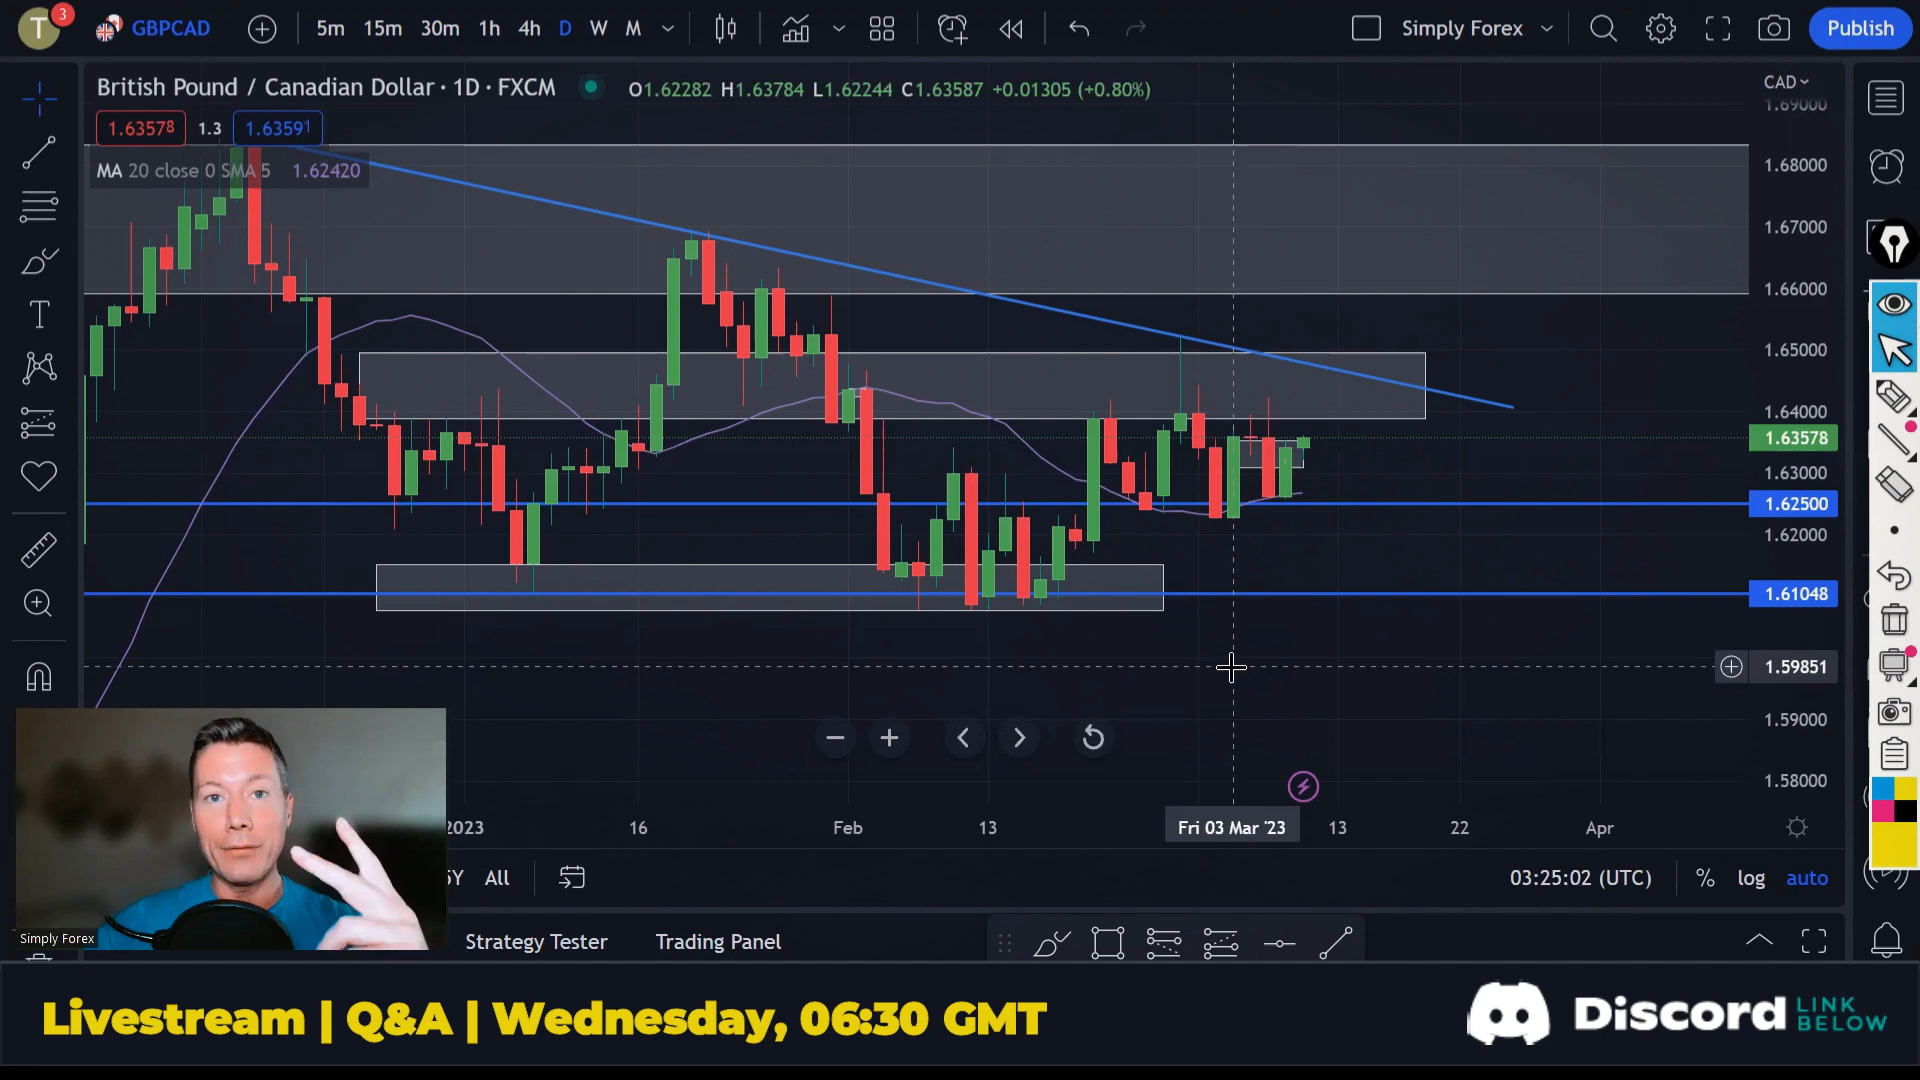 T
3
GBPCAD
5m 15m 30m 1h 4h D W M
Simply Forex
Publish
British Pound / Canadian Dollar · 1D · FXCM
O1.62282 H1.63784 L1.62244 C1.63587 +0.01305 (+0.80%)
CAD
1.69000
1.63578 1.3 1.63591
MA 20 close 0 SMA 5 1.62420
1.68000
1.67000
1.66000
1.65000
1.64000
1.63578
1.63000
1.62500
1.62000
1.61048
1.59851
1.59000
1.58000
2023 16 Feb 13 Fri 03 Mar '23 13 22 Apr
5Y All
03:25:02 (UTC) % log auto
Simply Forex
Strategy Tester Trading Panel
Livestream | Q&A | Wednesday, 06:30 GMT
Discord LINK BELOW